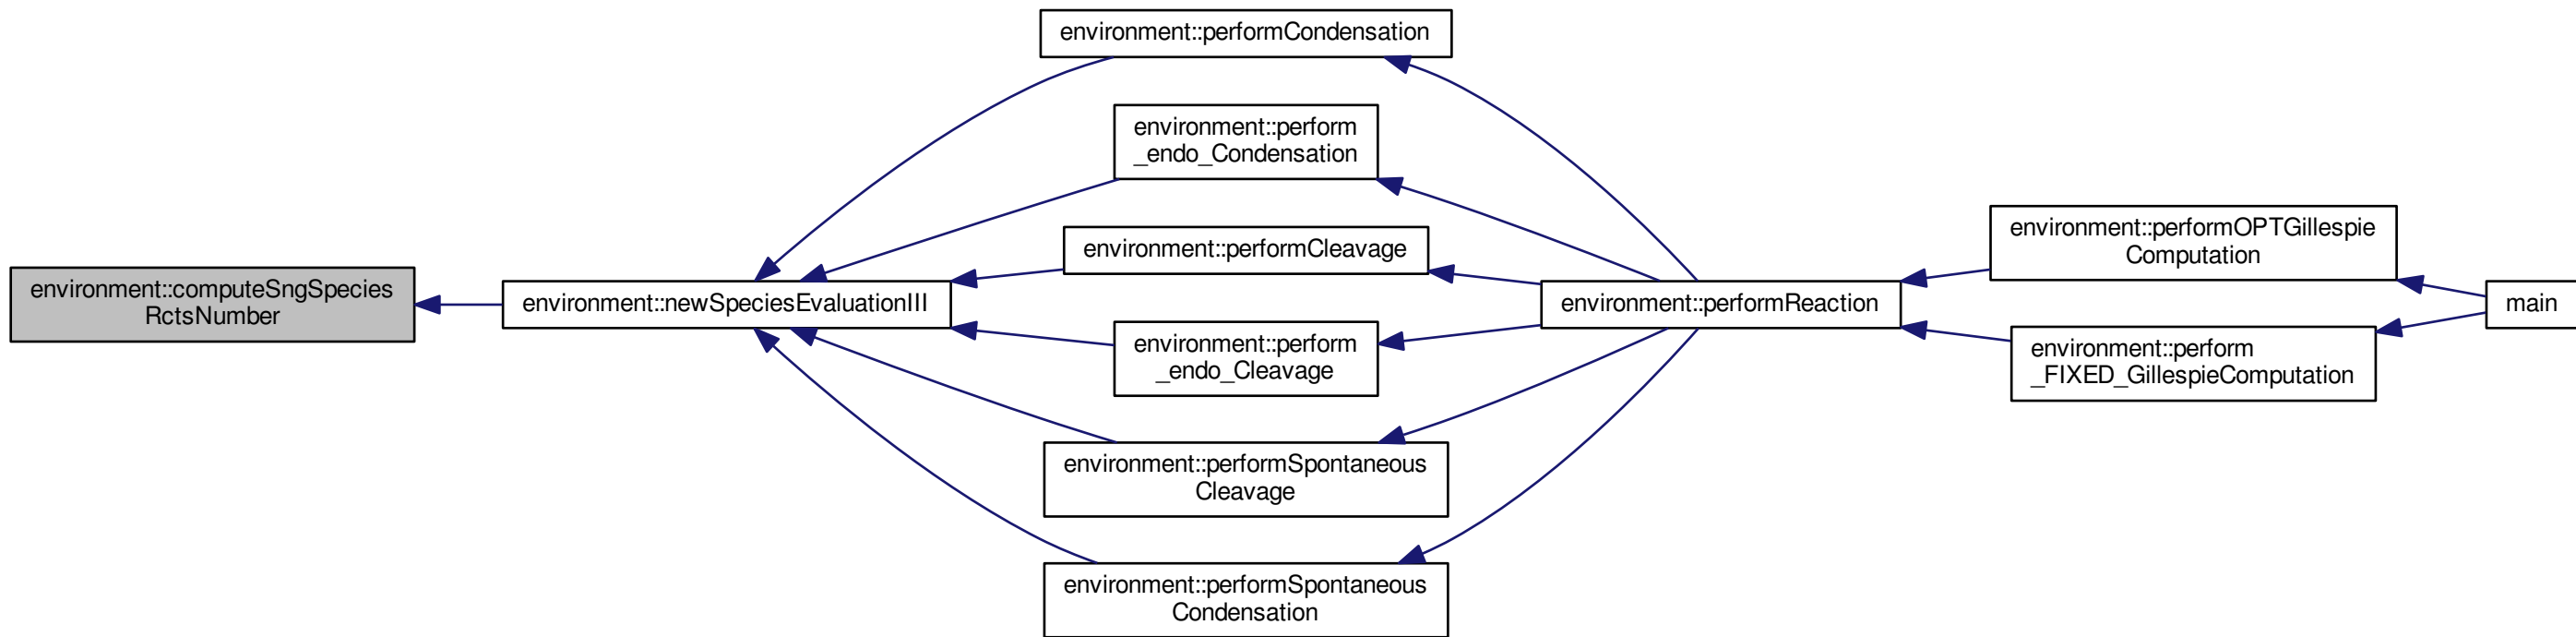 environment::performCondensation
environment::perform
_endo_Condensation
environment::performCleavage
environment::performOPTGillespie
Computation
environment::computeSngSpecies
RctsNumber
environment::newSpeciesEvaluationIII
environment::performReaction
main
environment::perform
_endo_Cleavage
environment::perform
_FIXED_GillespieComputation
environment::performSpontaneous
Cleavage
environment::performSpontaneous
Condensation